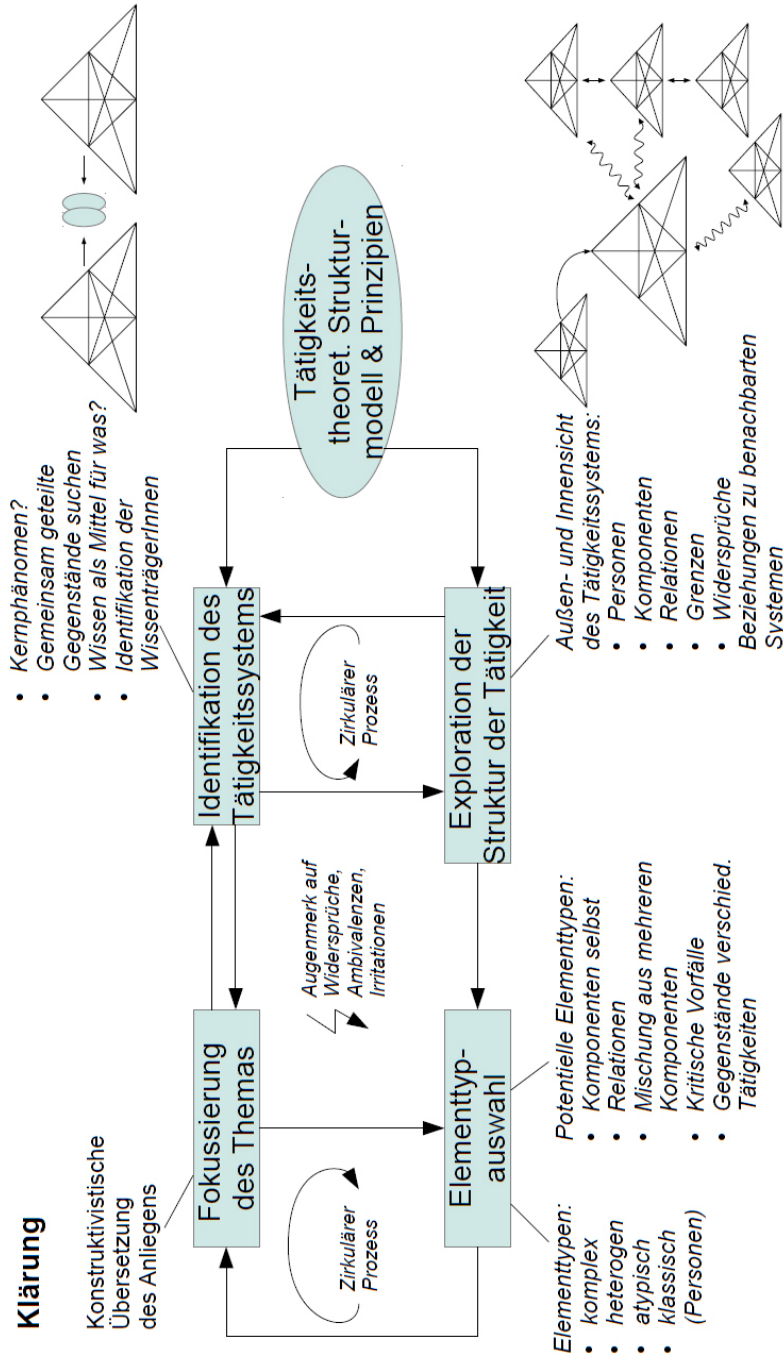 Klärung
Konstruktivistische
Übersetzung
des Anliegens
• Kernphänomen?
• Gemeinsam geteilte
Gegenstände suchen
• Wissen als Mittel für was?
• Identifikation der
WissenträgerInnen
Fokussierung
des Themas
Identifikation des
Tätigkeitssystems
Tätigkeits-
theoret. Struktur-
modell & Prinzipien
Zirkulärer
Prozess
Augenmerk auf
Widersprüche,
Ambivalenzen,
Irritationen
Zirkulärer
Prozess
Elementtyp-
auswahl
Exploration der
Struktur der Tätigkeit
Elementtypen:
• komplex
• heterogen
• atypisch
• klassisch
(Personen)
Potentielle Elementtypen:
• Komponenten selbst
• Relationen
• Mischung aus mehreren
Komponenten
• Kritische Vorfälle
• Gegenstände verschied.
Tätigkeiten
Außen- und Innensicht
des Tätigkeitssystems:
• Personen
• Komponenten
• Relationen
• Grenzen
• Widersprüche
Beziehungen zu benachbarten
Systemen